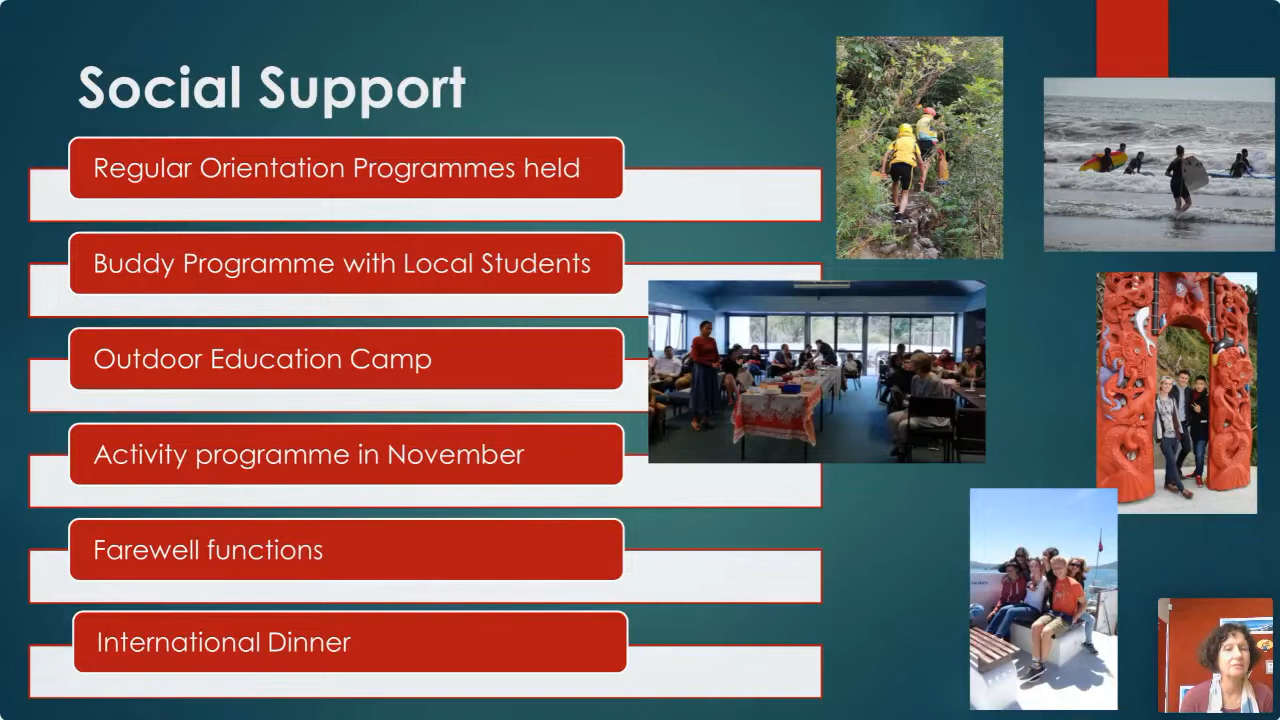 Social Support
Regular Orientation Programmes held
Buddy Programme with Local Students
Outdoor Education Camp
Activity programme in November
Farewell functions
International Dinner